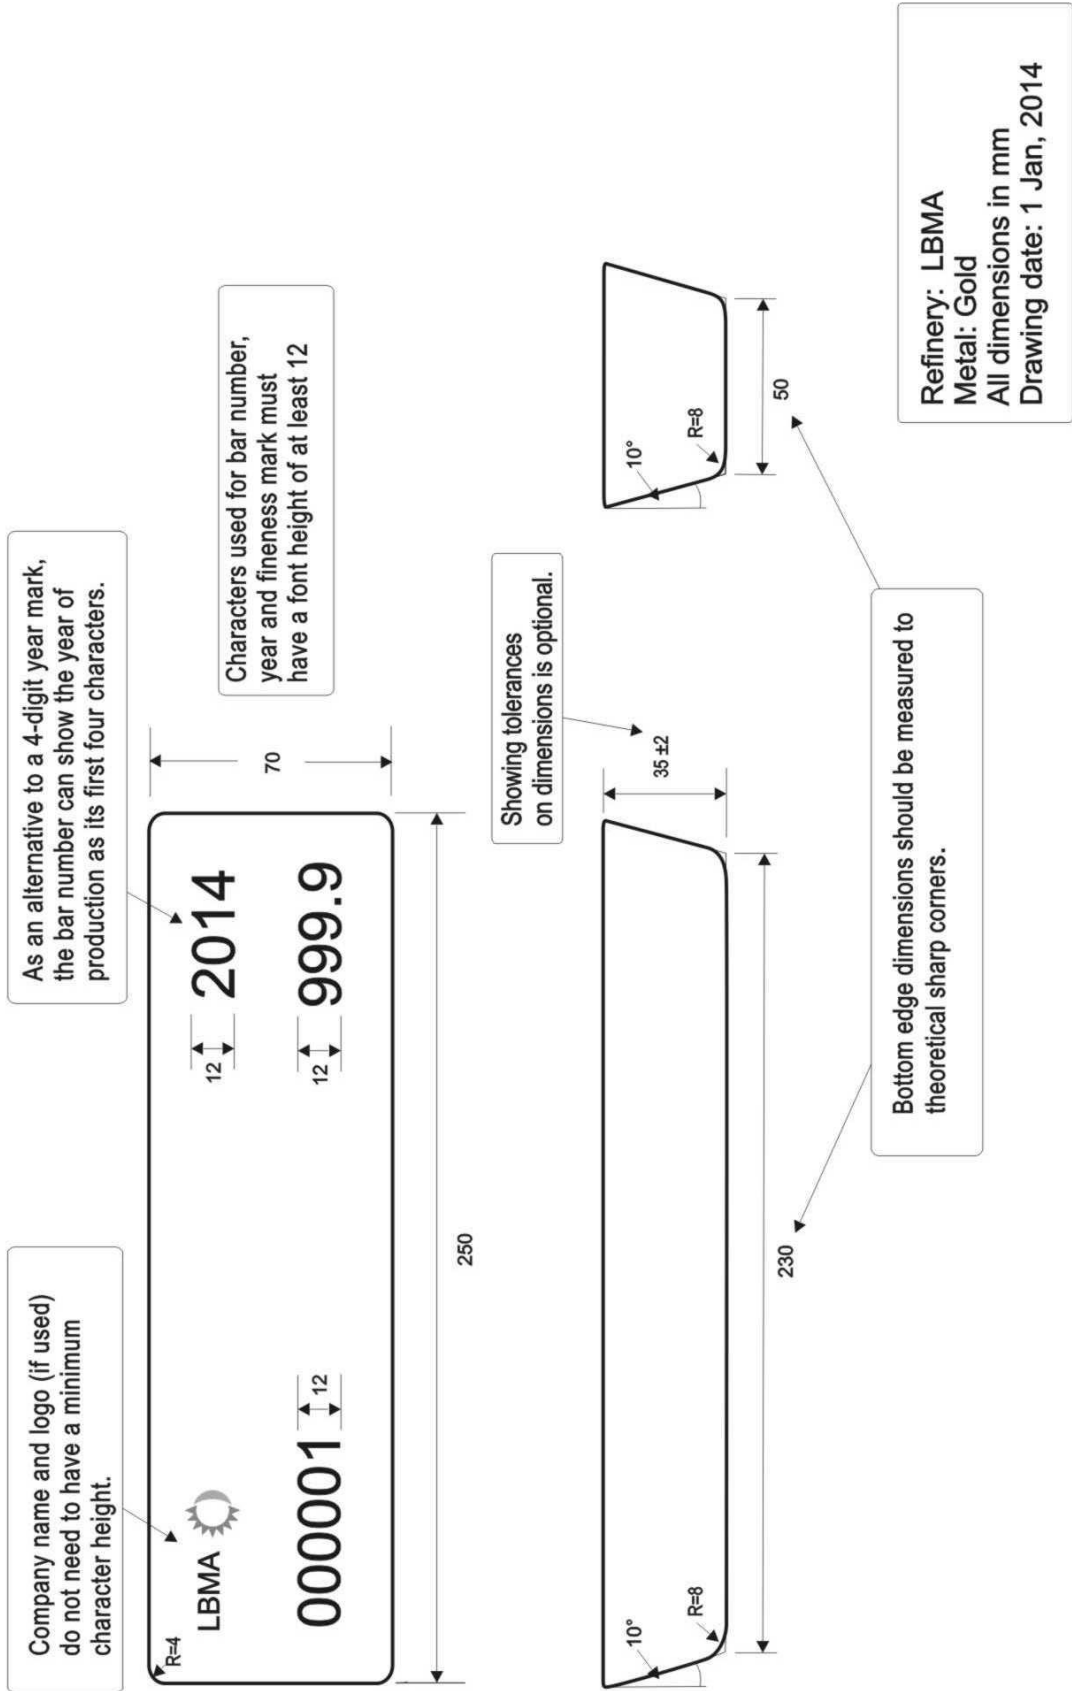 Company name and logo (if used)
do not need to have a minimum
character height.
As an alternative to a 4-digit year mark,
the bar number can show the year of
production as its first four characters.
R=4
LBMA
2014
12
70
Characters used for bar number,
year and fineness mark must
have a font height of at least 12
000001
12
12
999.9
250
Showing tolerances
on dimensions is optional.
35 ±2
10°
R=8
230
10°
R=8
50
Bottom edge dimensions should be measured to
theoretical sharp corners.
Refinery: LBMA
Metal: Gold
All dimensions in mm
Drawing date: 1 Jan, 2014